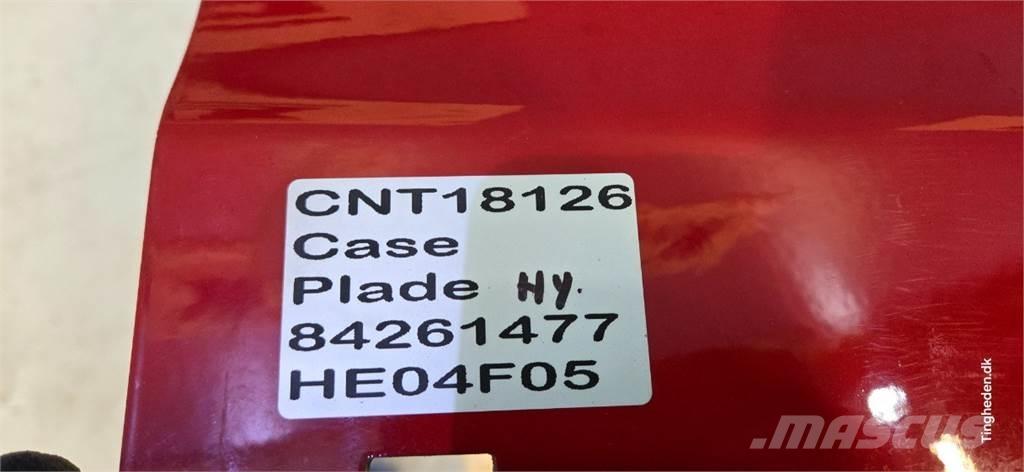 CNT18126
Case
Plade Ny.
84261477
HE04F05
Tingheden.dk
MASCUS